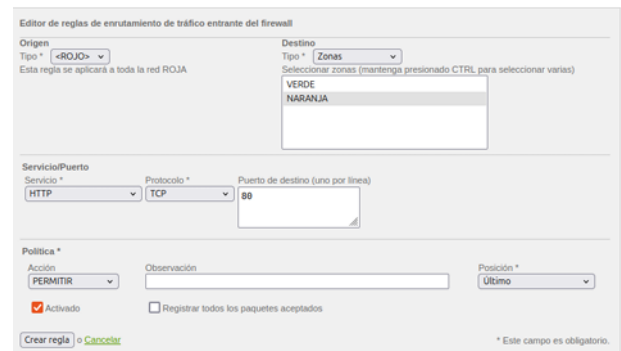 Editor de reglas de enrutamiento de tráfico entrante del firewall
Origen
Tipo * <ROJO>
Esta regla se aplicará a toda la red ROJA
Destino
Tipo * Zonas
Seleccionar zonas (mantenga presionado CTRL para seleccionar varias)
VERDE
NARANJA
Servicio/Puerto
Servicio * Protocolo * Puerto de destino (uno por línea)
HTTP TCP 80
Política *
Acción Observación Posición *
PERMITIR Último
Activado Registrar todos los paquetes aceptados
Crear regla o Cancelar * Este campo es obligatorio.